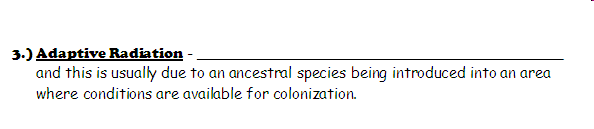 3.) Adaptive Radiation - ____________________________________________
and this is usually due to an ancestral species being introduced into an area
where conditions are available for colonization.